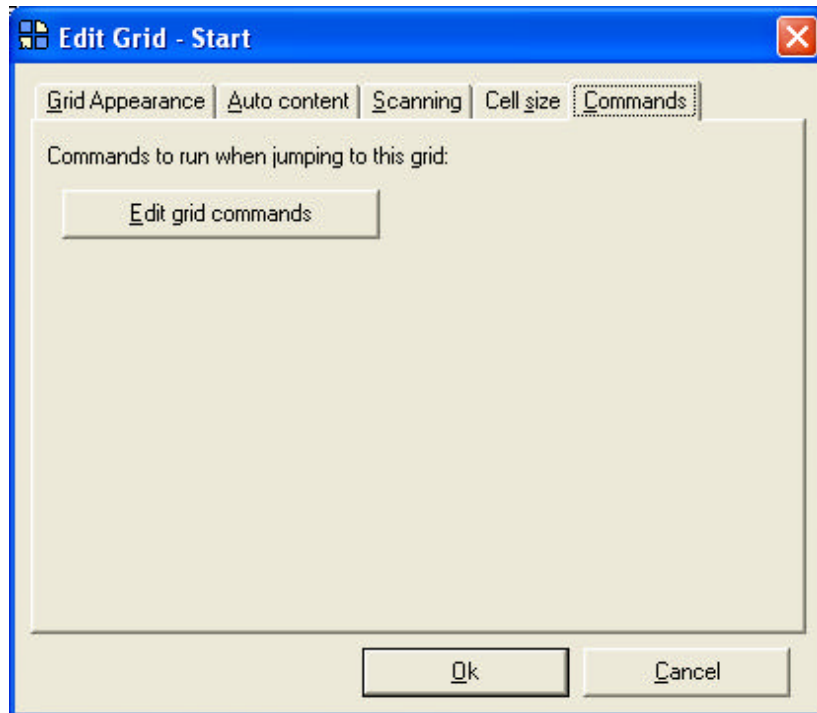 Edit Grid - Start
Grid Appearance Auto content Scanning Cell size Commands
Commands to run when jumping to this grid:
Edit grid commands
Ok Cancel